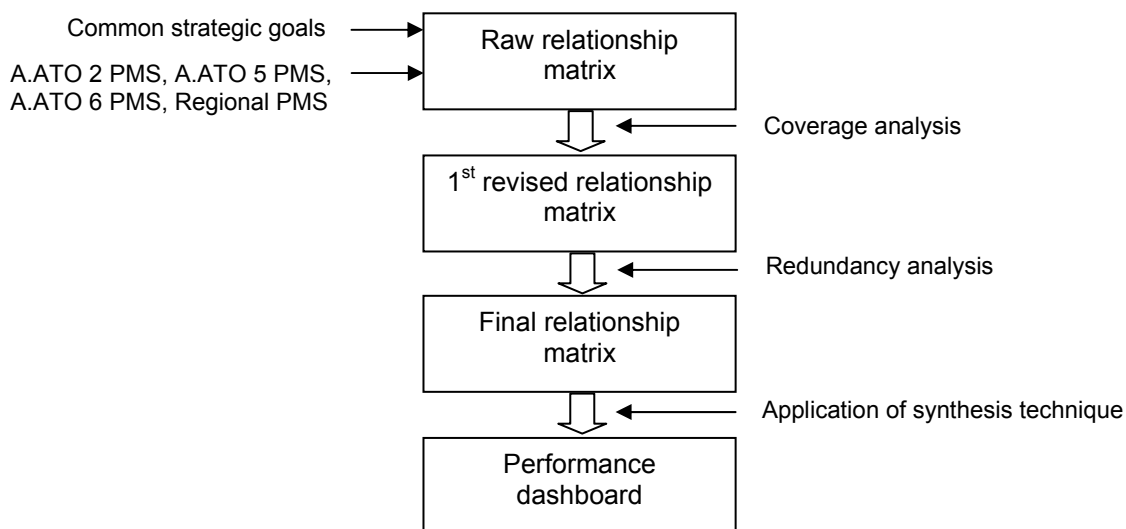 Common strategic goals
A.ATO 2 PMS, A.ATO 5 PMS,
A.ATO 6 PMS, Regional PMS
Raw relationship
matrix
Coverage analysis
1st revised relationship
matrix
Redundancy analysis
Final relationship
matrix
Application of synthesis technique
Performance
dashboard